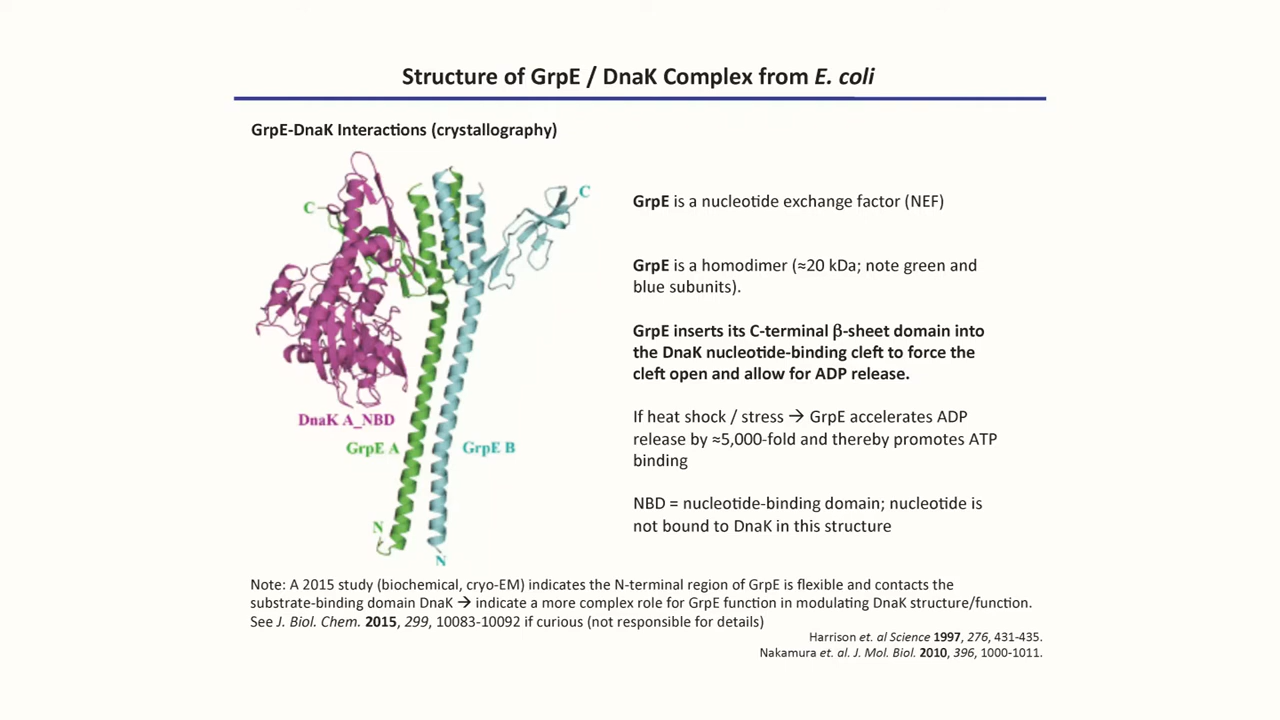 Structure of GrpE / DnaK Complex from E. coli
GrpE-DnaK Interactions (crystallography)
C
C
DnaK A_NBD
GrpE A
GrpE B
N
N
GrpE is a nucleotide exchange factor (NEF)
GrpE is a homodimer (≈20 kDa; note green and
blue subunits).
GrpE inserts its C-terminal β-sheet domain into
the DnaK nucleotide-binding cleft to force the
cleft open and allow for ADP release.
If heat shock / stress → GrpE accelerates ADP
release by ≈5,000-fold and thereby promotes ATP
binding
NBD = nucleotide-binding domain; nucleotide is
not bound to DnaK in this structure
Note: A 2015 study (biochemical, cryo-EM) indicates the N-terminal region of GrpE is flexible and contacts the
substrate-binding domain DnaK → indicate a more complex role for GrpE function in modulating DnaK structure/function.
See J. Biol. Chem. 2015, 299, 10083-10092 if curious (not responsible for details)
Harrison et. al Science 1997, 276, 431-435.
Nakamura et. al. J. Mol. Biol. 2010, 396, 1000-1011.